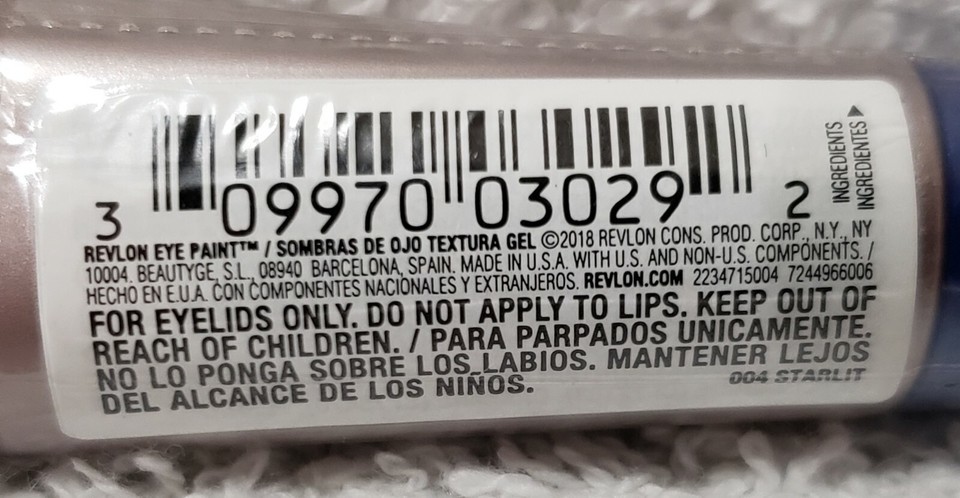 3 09970 03029 2
INGREDIENTS
INGREDIENTES
REVLON EYE PAINT™ / SOMBRAS DE OJO TEXTURA GEL ©2018 REVLON CONS. PROD. CORP., N.Y., NY
10004. BEAUTYGE, S.L., 08940 BARCELONA, SPAIN. MADE IN U.S.A. WITH U.S. AND NON-U.S. COMPONENTS. /
HECHO EN E.U.A. CON COMPONENTES NACIONALES Y EXTRANJEROS. REVLON.COM 2234715004 7244966006
FOR EYELIDS ONLY. DO NOT APPLY TO LIPS. KEEP OUT OF
REACH OF CHILDREN. / PARA PARPADOS UNICAMENTE.
NO LO PONGA SOBRE LOS LABIOS. MANTENER LEJOS
DEL ALCANCE DE LOS NIÑOS.
004 STARLIT